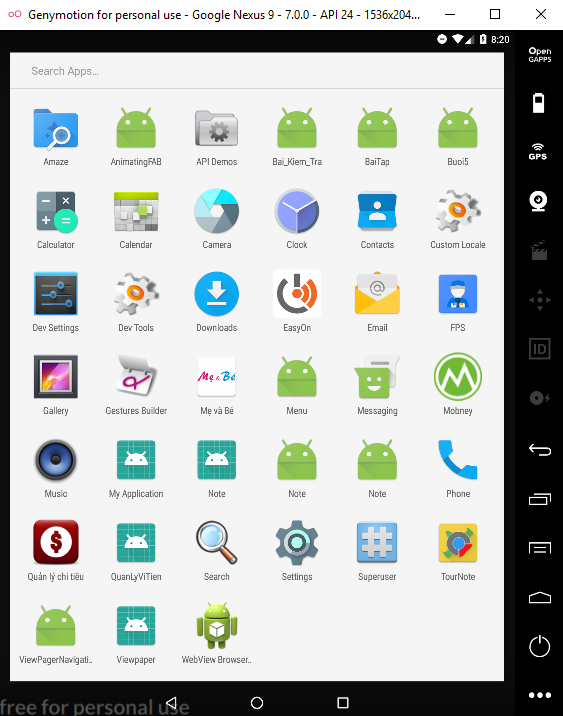 Genymotion for personal use - Google Nexus 9 - 7.0.0 - API 24 - 1536x204...
8:20
Open
GAPPS
Search Apps...
Amaze AnimatingFAB API Demos Bai_Kiem_Tra BaiTap Buoi5
GPS
Calculator Calendar Camera Clock Contacts Custom Locale
Dev Settings Dev Tools Downloads EasyOn Email FPS
ID
Mẹ & Bé
Gallery Gestures Builder Mẹ và Bé Menu Messaging Mobney
Music My Application Note Note Note Phone
Quản lý chi tiêu QuanLyViTien Search Settings Superuser TourNote
ViewPagerNavigati.. Viewpaper WebView Browser..
free for personal use